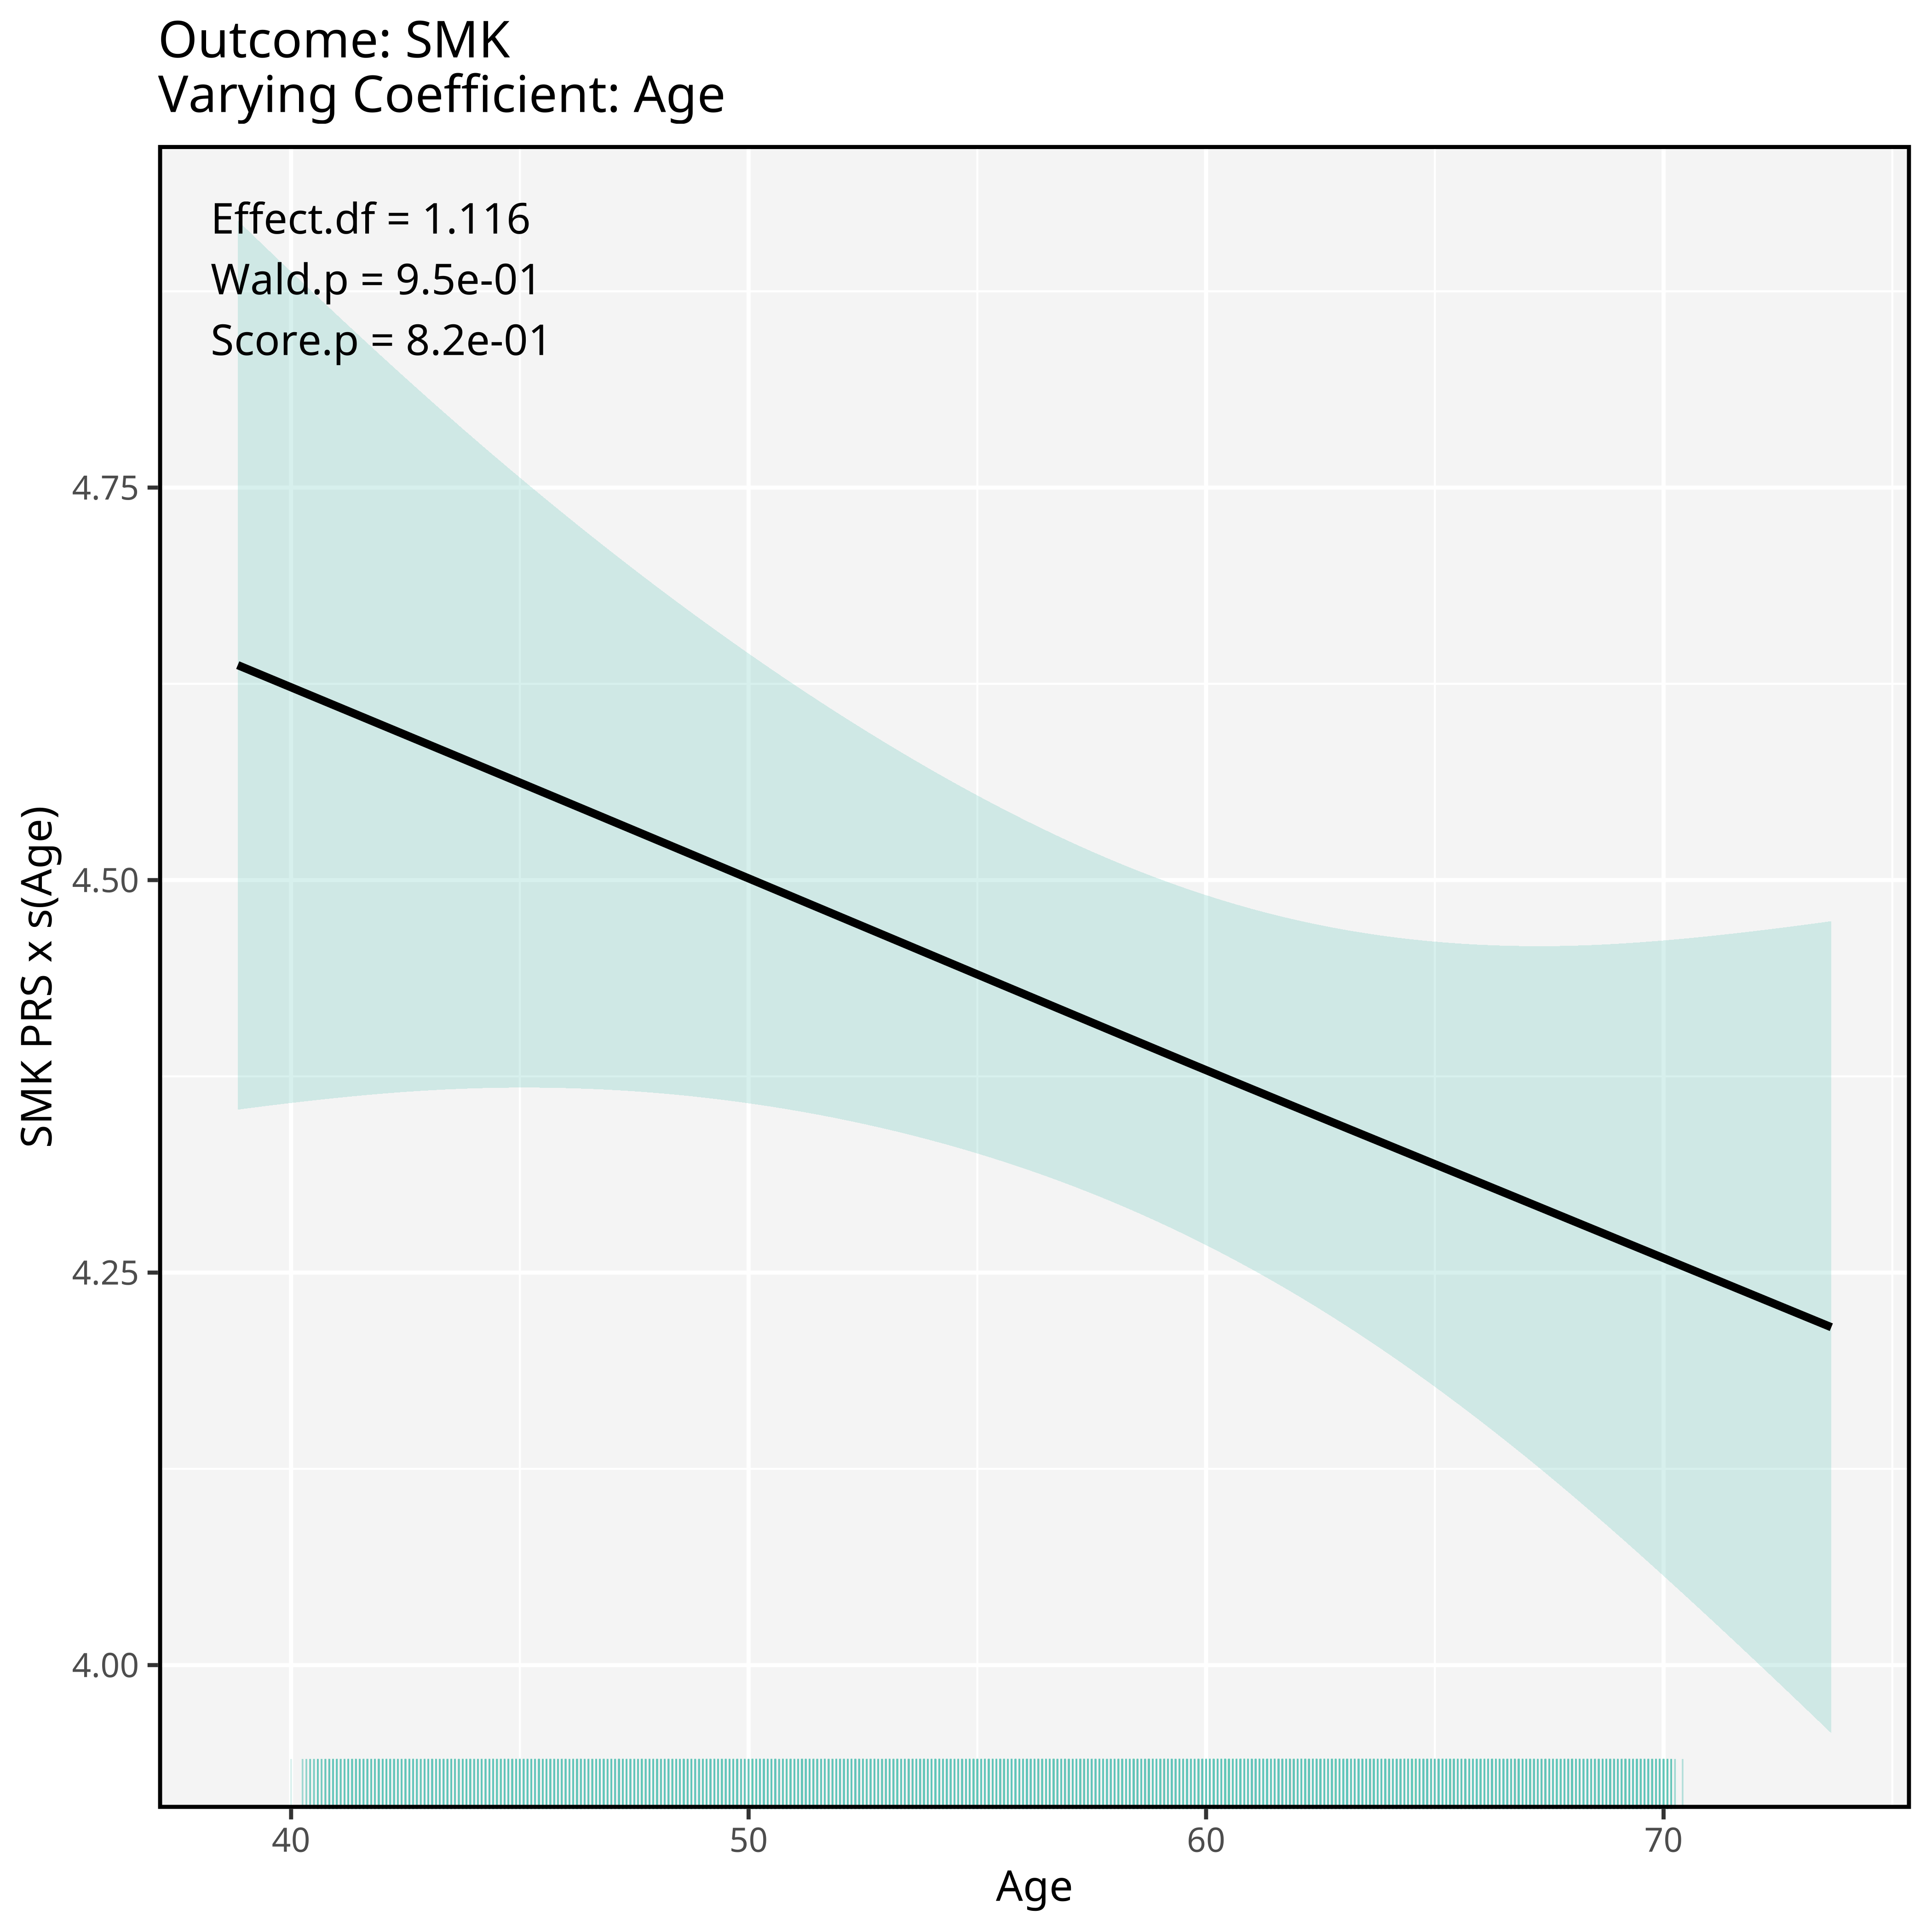 Outcome: SMK
Varying Coefficient: Age
Effect.df = 1.116
Wald.p = 9.5e-01
Score.p = 8.2e-01
SMK PRS x s(Age)
4.75
4.50
4.25
4.00
40 50 60 70
Age